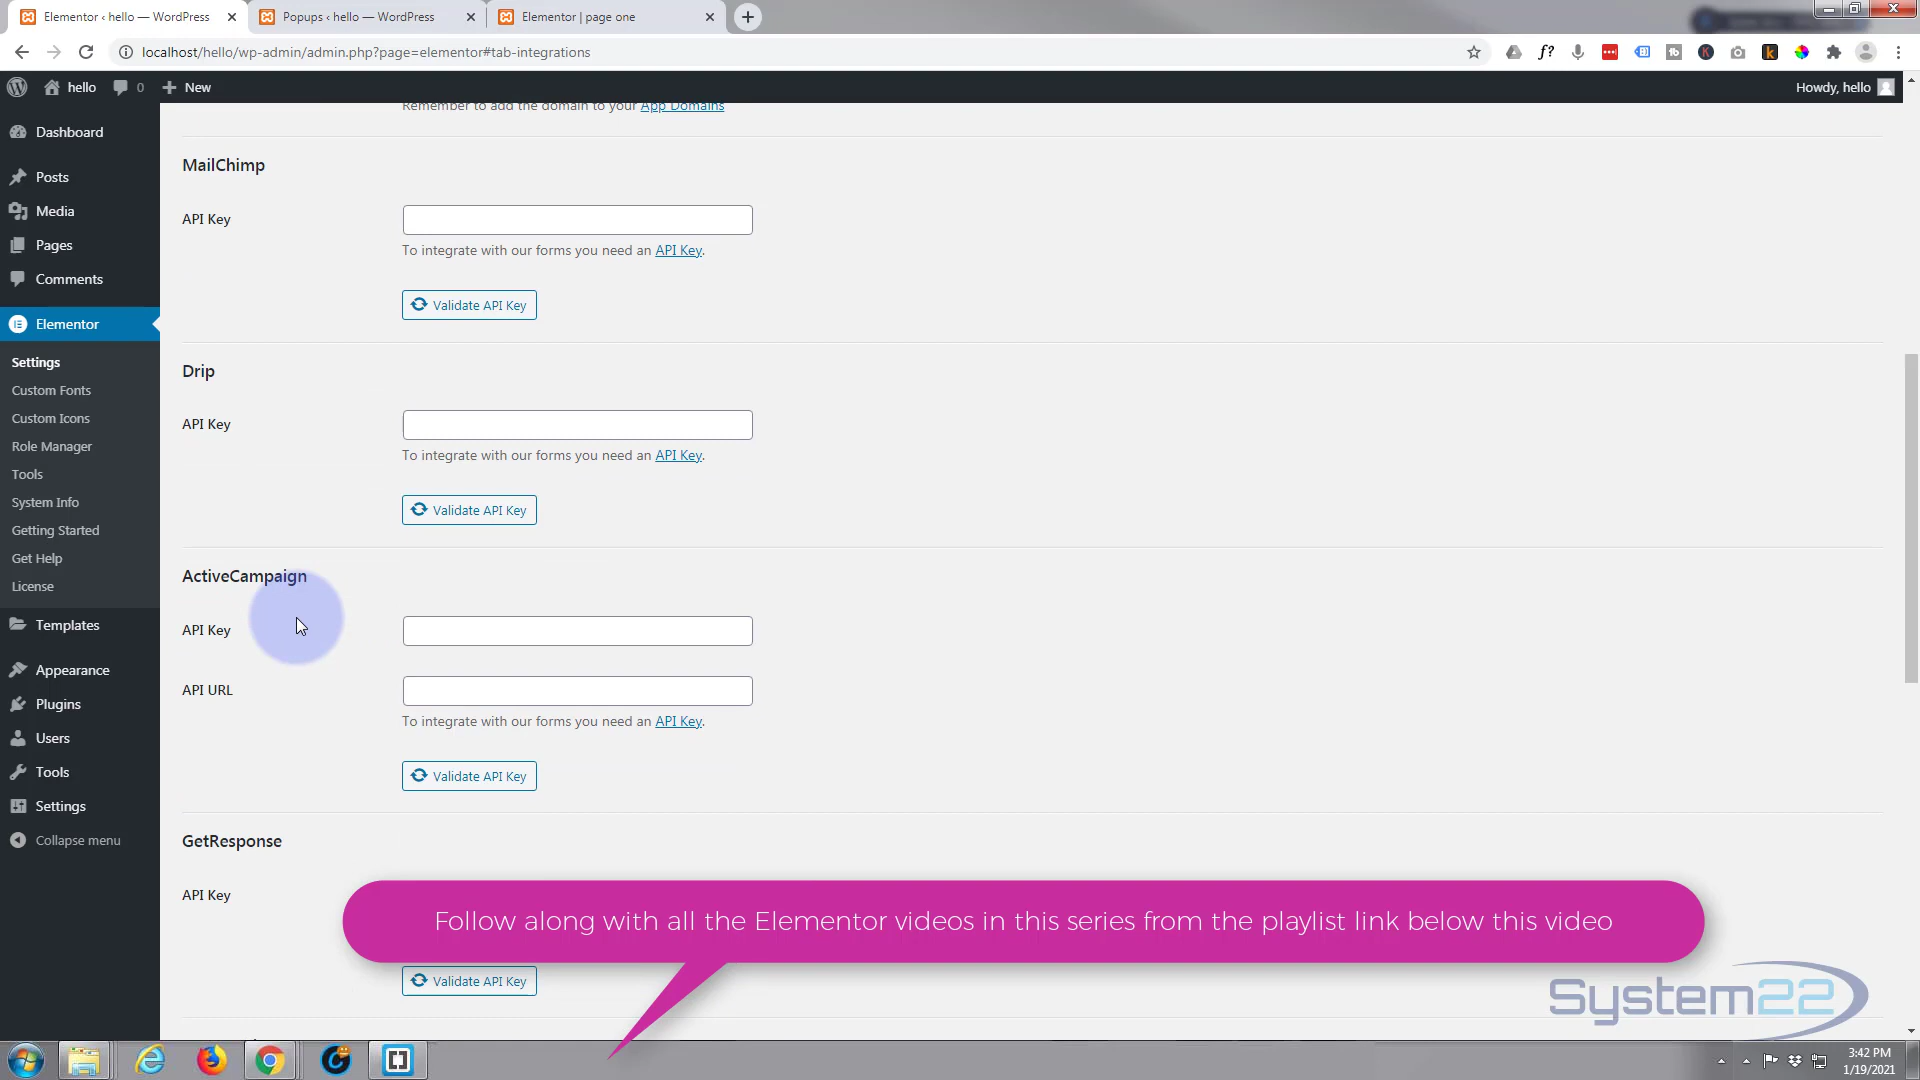 Elementor ‹ hello — WordPress
Popups ‹ hello — WordPress
Elementor | page one
localhost/hello/wp-admin/admin.php?page=elementor#tab-integrations
hello
0
New
Howdy, hello
Dashboard
Posts
Media
Pages
Comments
Elementor
Settings
Custom Fonts
Custom Icons
Role Manager
Tools
System Info
Getting Started
Get Help
License
Templates
Appearance
Plugins
Users
Tools
Settings
Collapse menu
Remember to add the domain to your App Domains
MailChimp
API Key
To integrate with our forms you need an API Key.
Validate API Key
Drip
API Key
To integrate with our forms you need an API Key.
Validate API Key
ActiveCampaign
API Key
API URL
To integrate with our forms you need an API Key.
Validate API Key
GetResponse
API Key
Follow along with all the Elementor videos in this series from the playlist link below this video
Validate API Key
System22
3:42 PM
1/19/2021